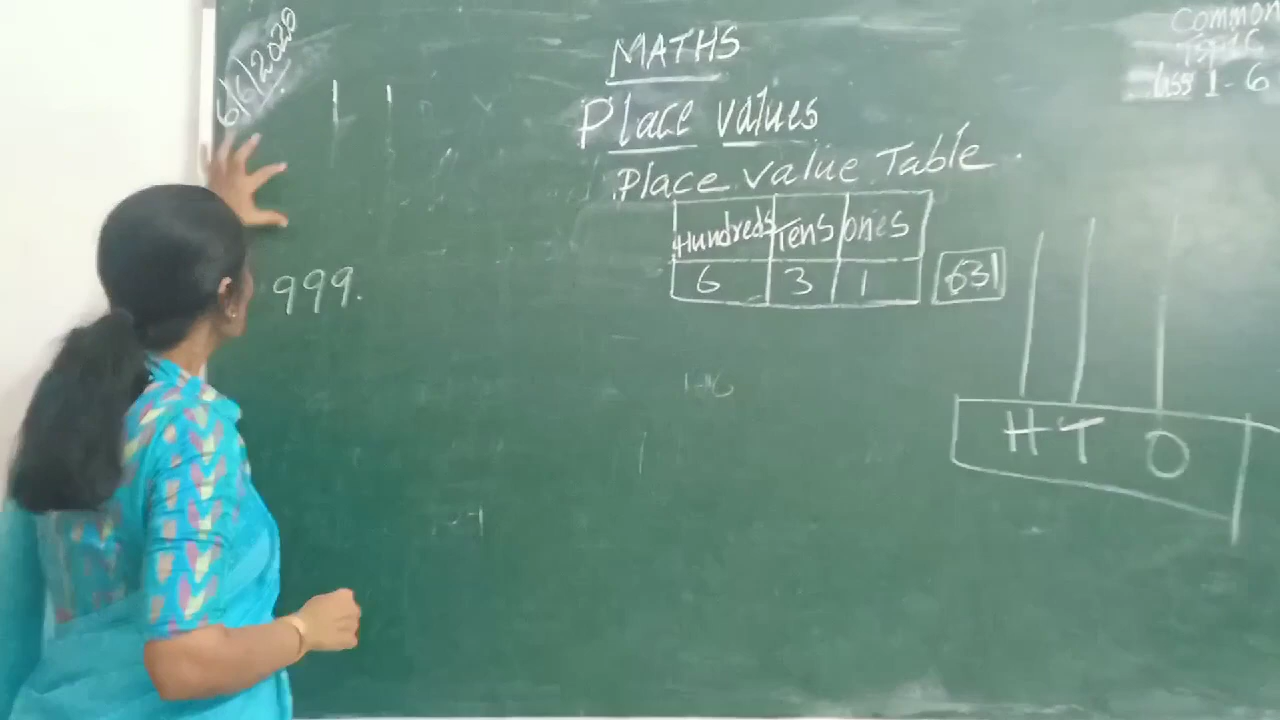 6/6/2020
MATHS
Place values
Place Value Table
Hundreds Tens Ones
6 3 1
631
999.
H T O
Common
Topic
1-6